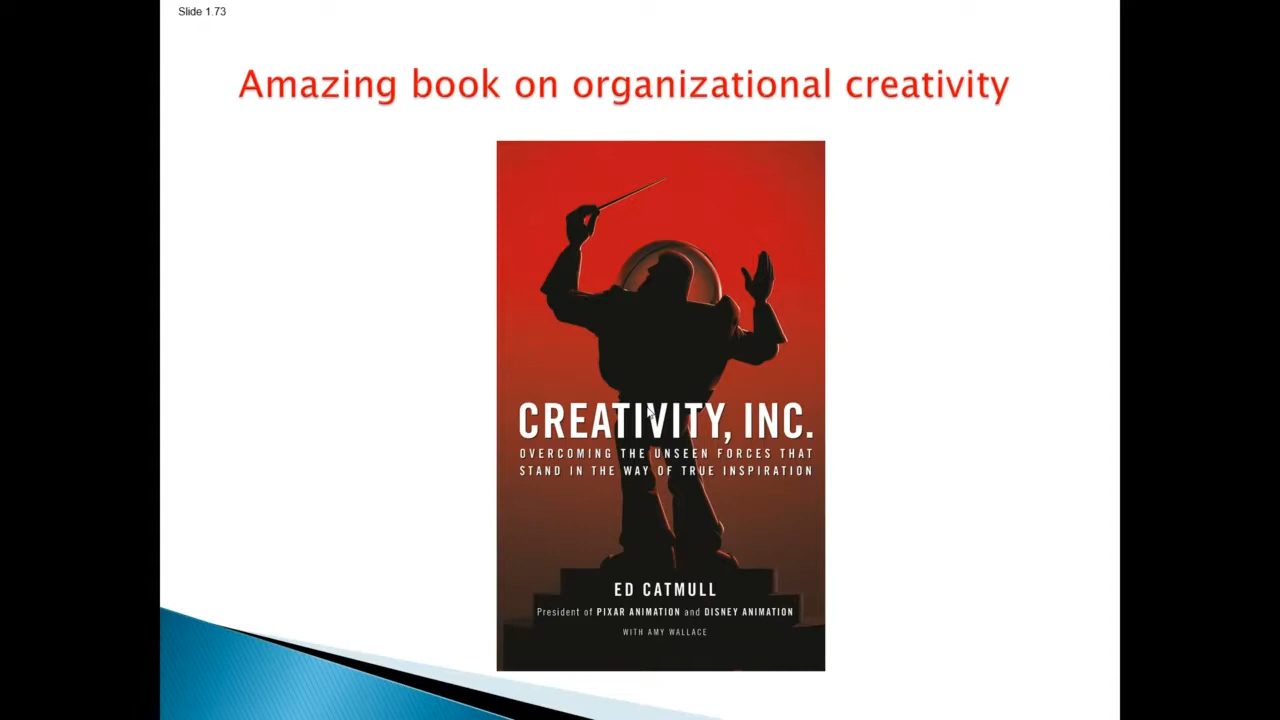 Slide 1.73
Amazing book on organizational creativity
CREATIVITY, INC.
OVERCOMING THE UNSEEN FORCES THAT
STAND IN THE WAY OF TRUE INSPIRATION
ED CATMULL
President of PIXAR ANIMATION and DISNEY ANIMATION
WITH AMY WALLACE